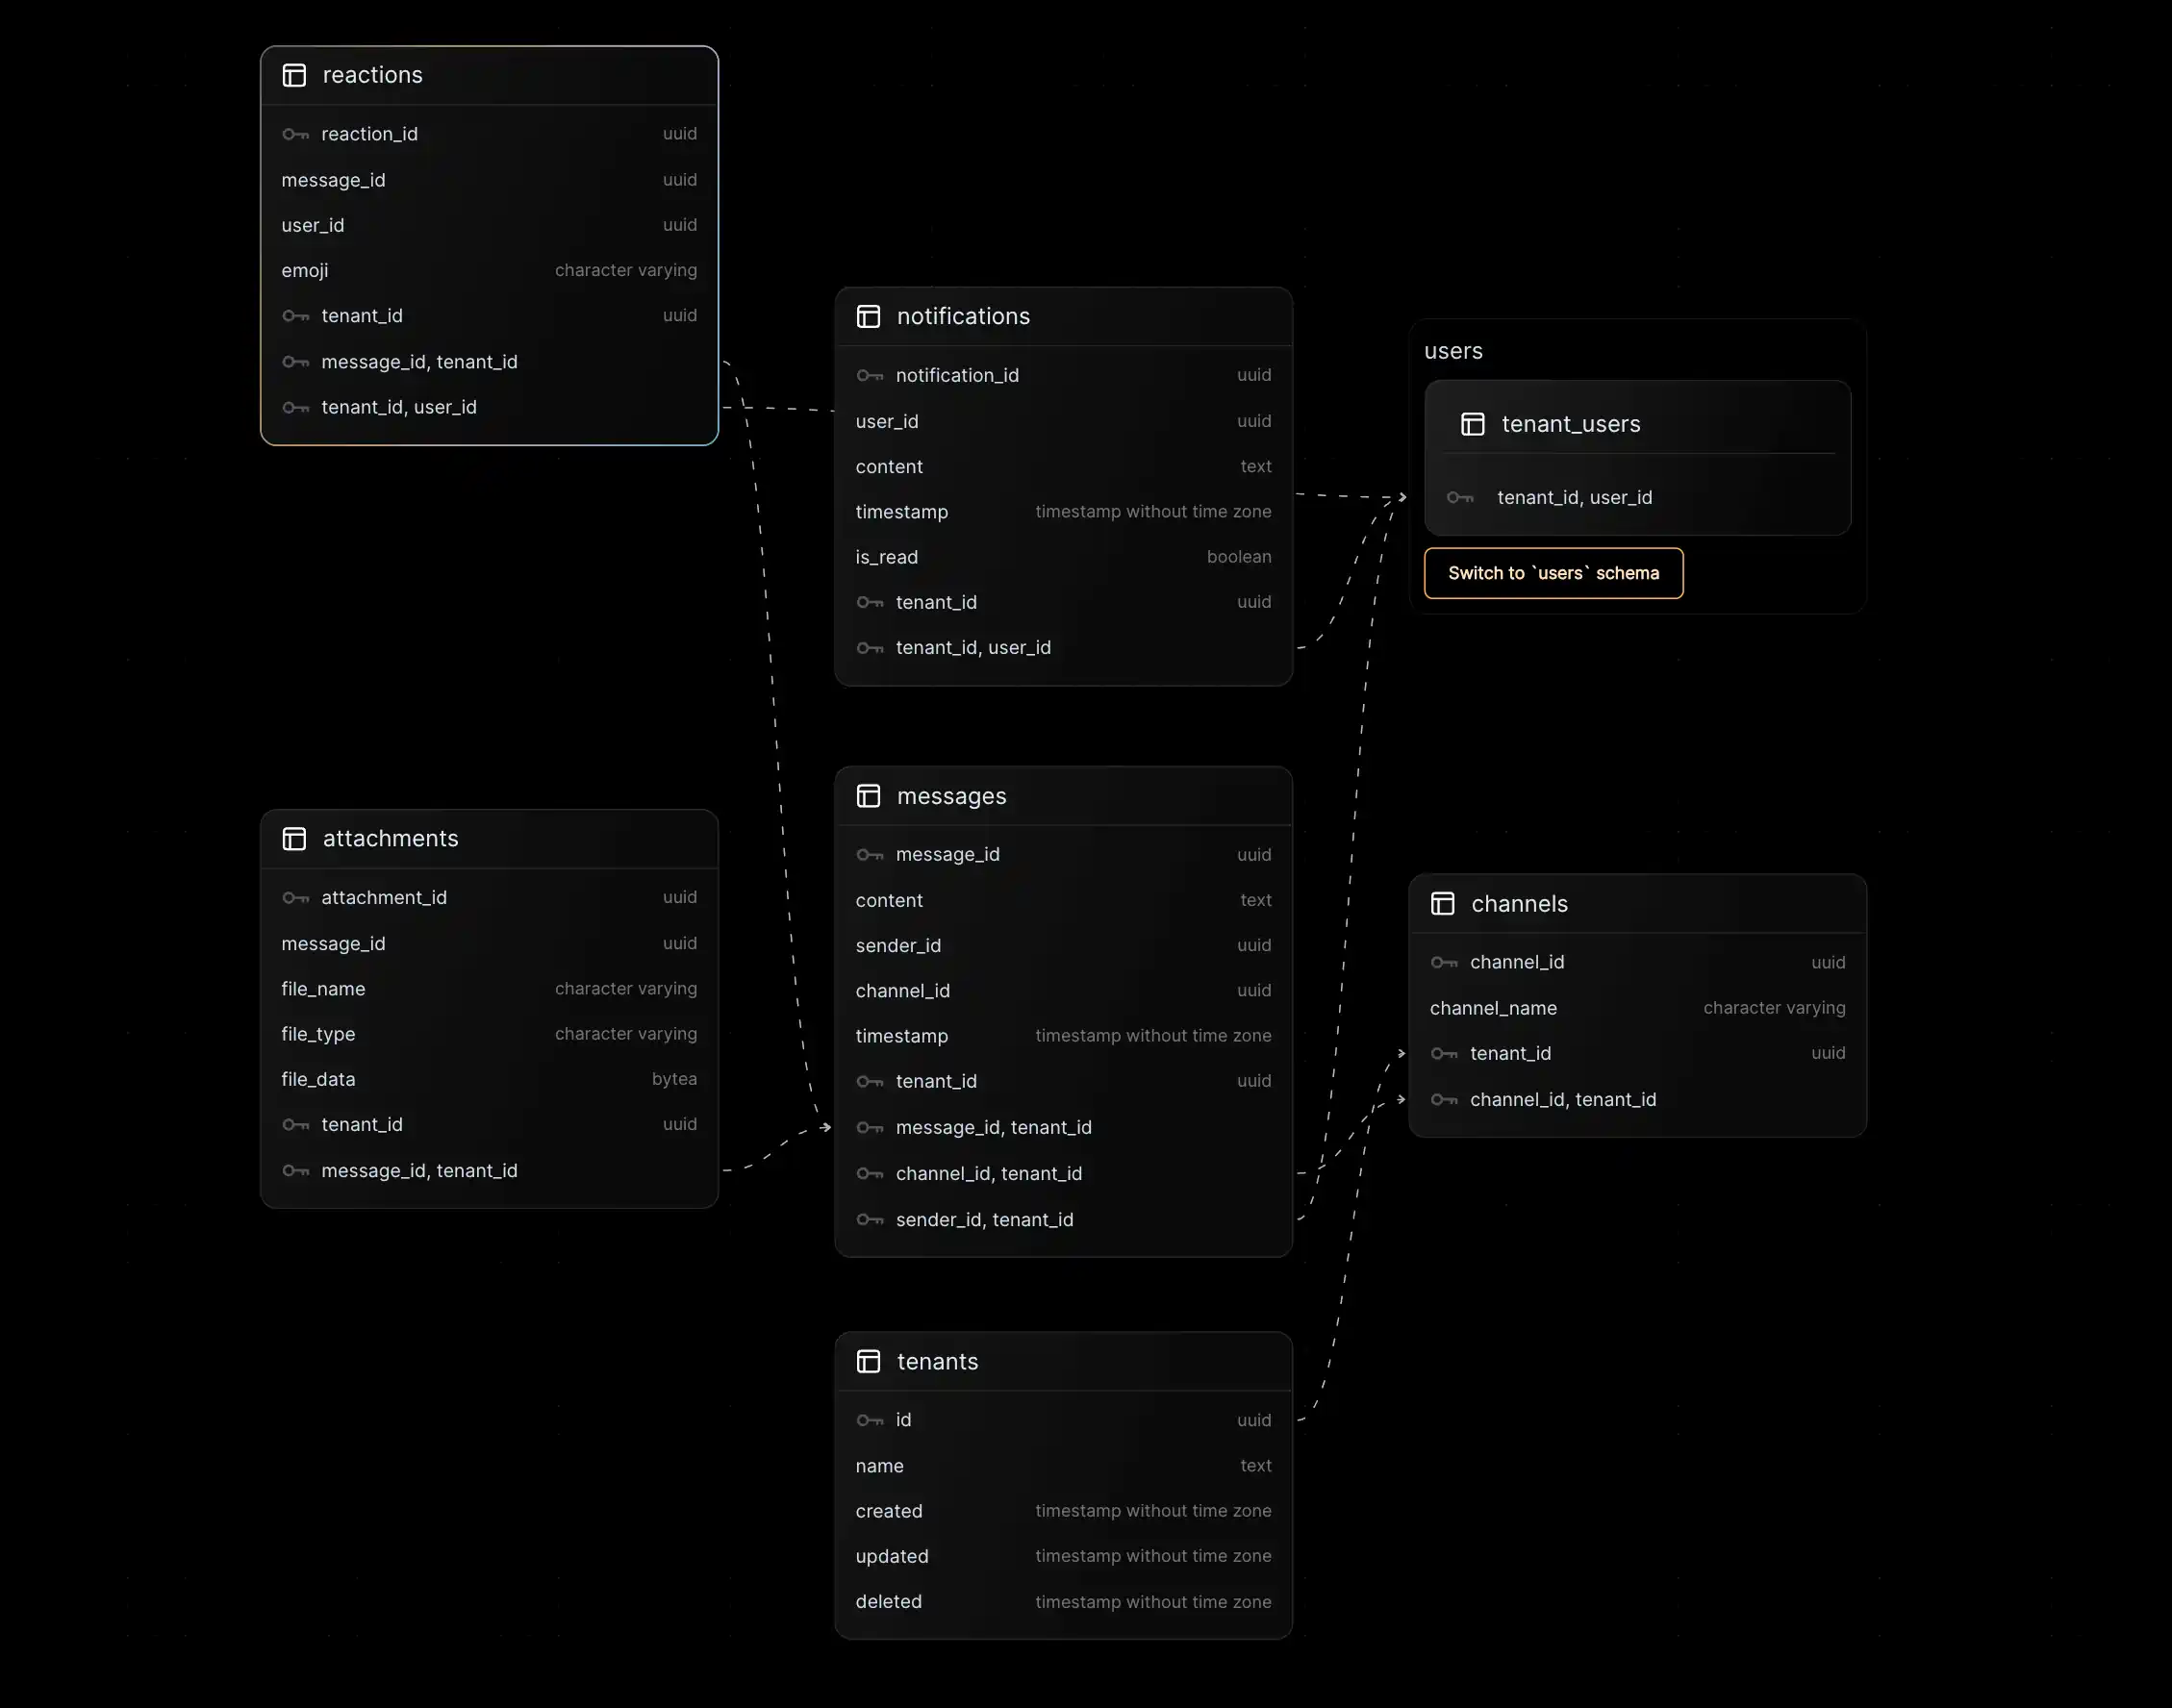 reactions
reaction_id uuid
message_id uuid
user_id uuid
emoji character varying
tenant_id uuid
message_id, tenant_id
tenant_id, user_id
notifications
notification_id uuid
user_id uuid
content text
timestamp timestamp without time zone
is_read boolean
tenant_id uuid
tenant_id, user_id
users
tenant_users
tenant_id, user_id
Switch to `users` schema
attachments
attachment_id uuid
message_id uuid
file_name character varying
file_type character varying
file_data bytea
tenant_id uuid
message_id, tenant_id
messages
message_id uuid
content text
sender_id uuid
channel_id uuid
timestamp timestamp without time zone
tenant_id uuid
message_id, tenant_id
channel_id, tenant_id
sender_id, tenant_id
channels
channel_id uuid
channel_name character varying
tenant_id uuid
channel_id, tenant_id
tenants
id uuid
name text
created timestamp without time zone
updated timestamp without time zone
deleted timestamp without time zone